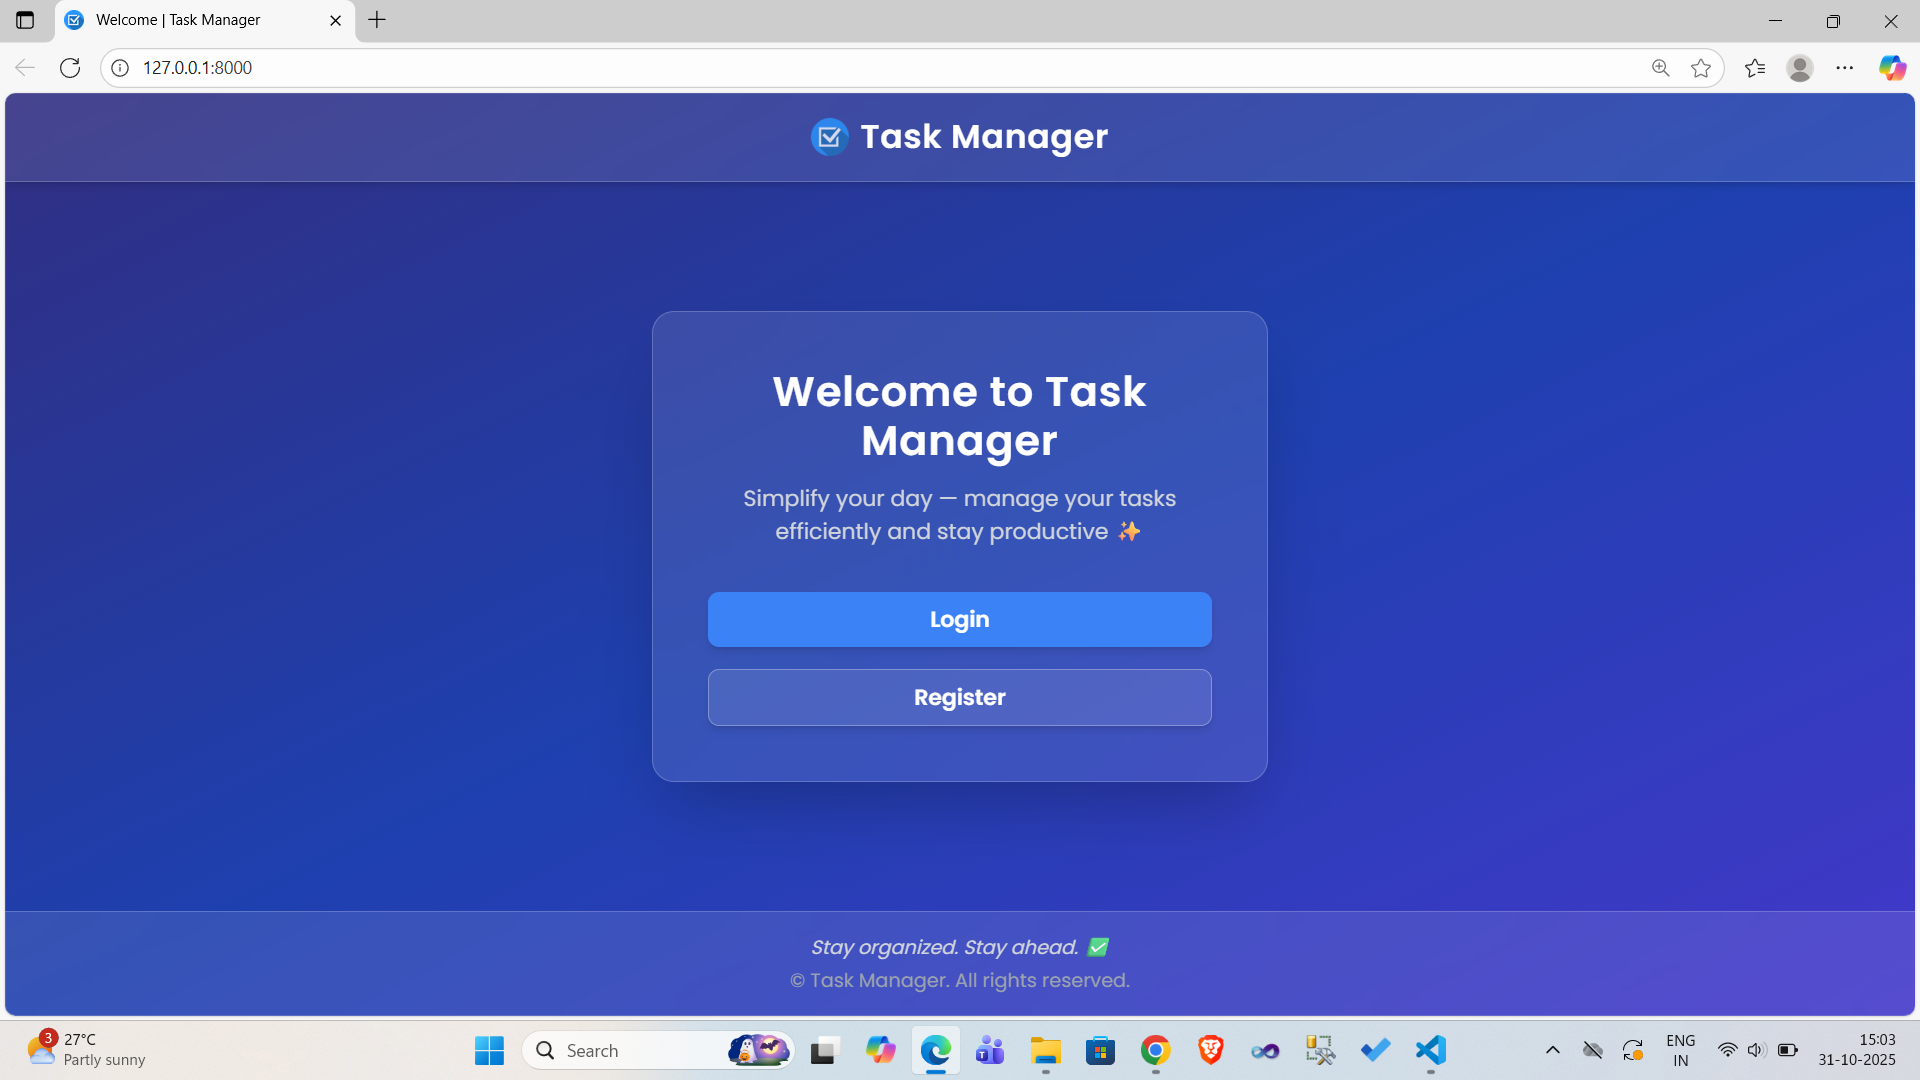 Welcome | Task Manager
127.0.0.1:8000
Task Manager
Welcome to Task
Manager
Simplify your day — manage your tasks
efficiently and stay productive ✨
Login
Register
Stay organized. Stay ahead. ✅
© Task Manager. All rights reserved.
3
27°C
Partly sunny
Search
ENG
IN
15:03
31-10-2025